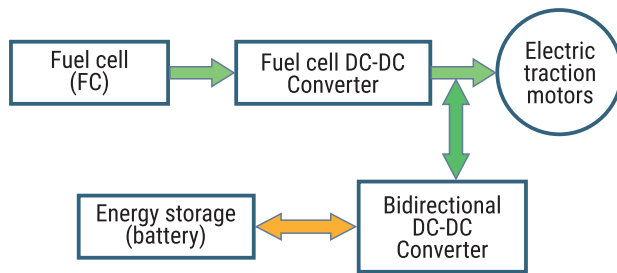 Fuel cell
(FC)
Fuel cell DC-DC
Converter
Electric
traction
motors
Energy storage
(battery)
Bidirectional
DC-DC
Converter